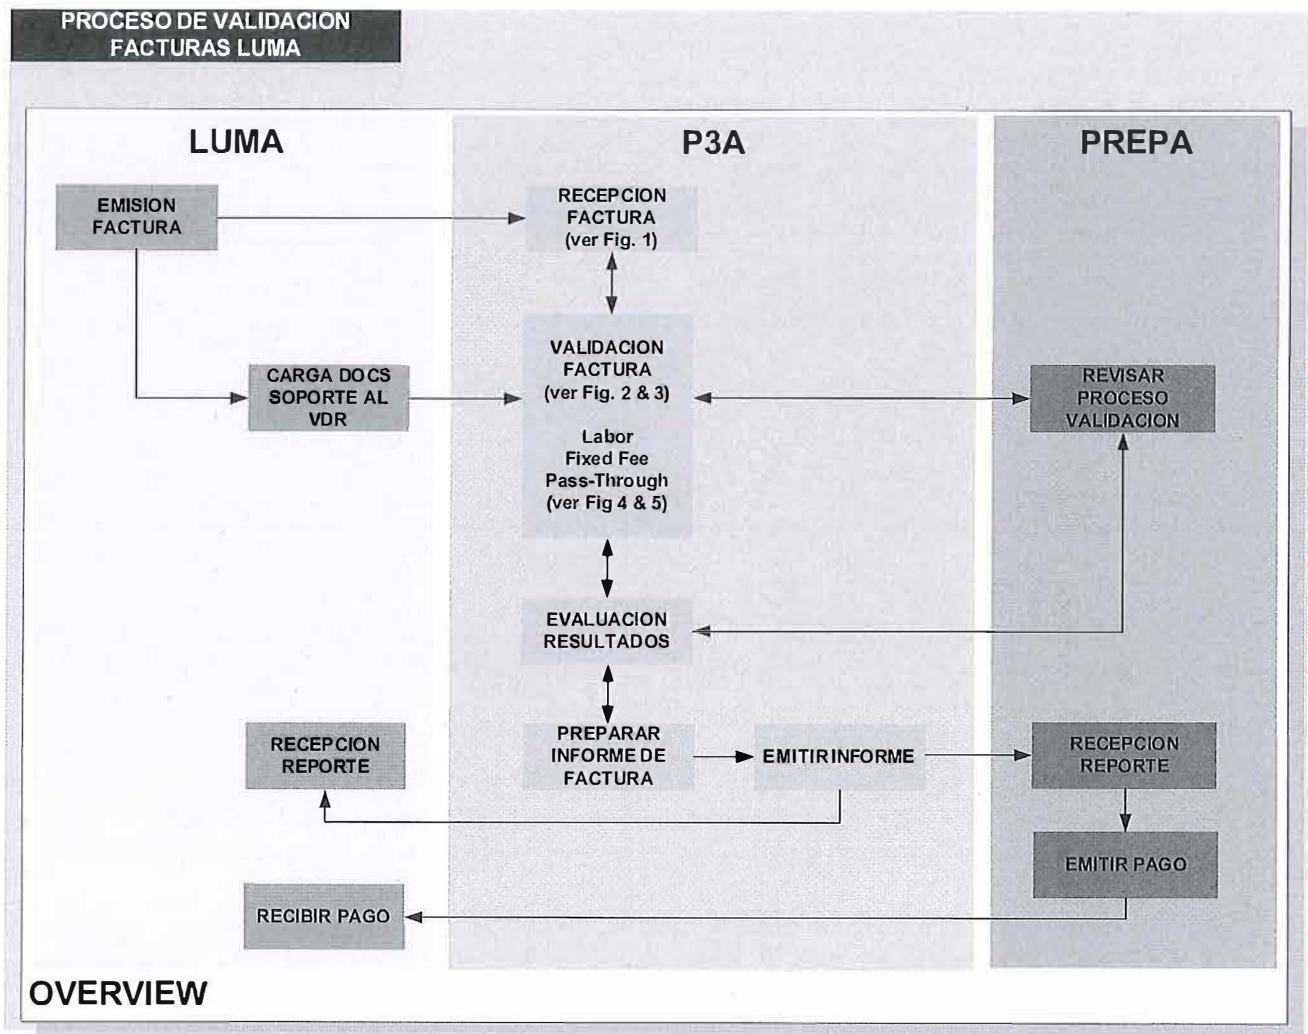 PROCESO DE VALIDACION
FACTURAS LUMA
LUMA
P3A
PREPA
EMISION
FACTURA
RECEPCION
FACTURA
(ver Fig. 1)
CARGA DOCS
SOPORTE AL
VDR
VALIDACION
FACTURA
(ver Fig. 2 & 3)
Labor
Fixed Fee
Pass-Through
(ver Fig 4 & 5)
REVISAR
PROCESO
VALIDACION
EVALUACION
RESULTADOS
RECEPCION
REPORTE
PREPARAR
INFORME DE
FACTURA
EMITIR INFORME
RECEPCION
REPORTE
EMITIR PAGO
RECIBIR PAGO
OVERVIEW